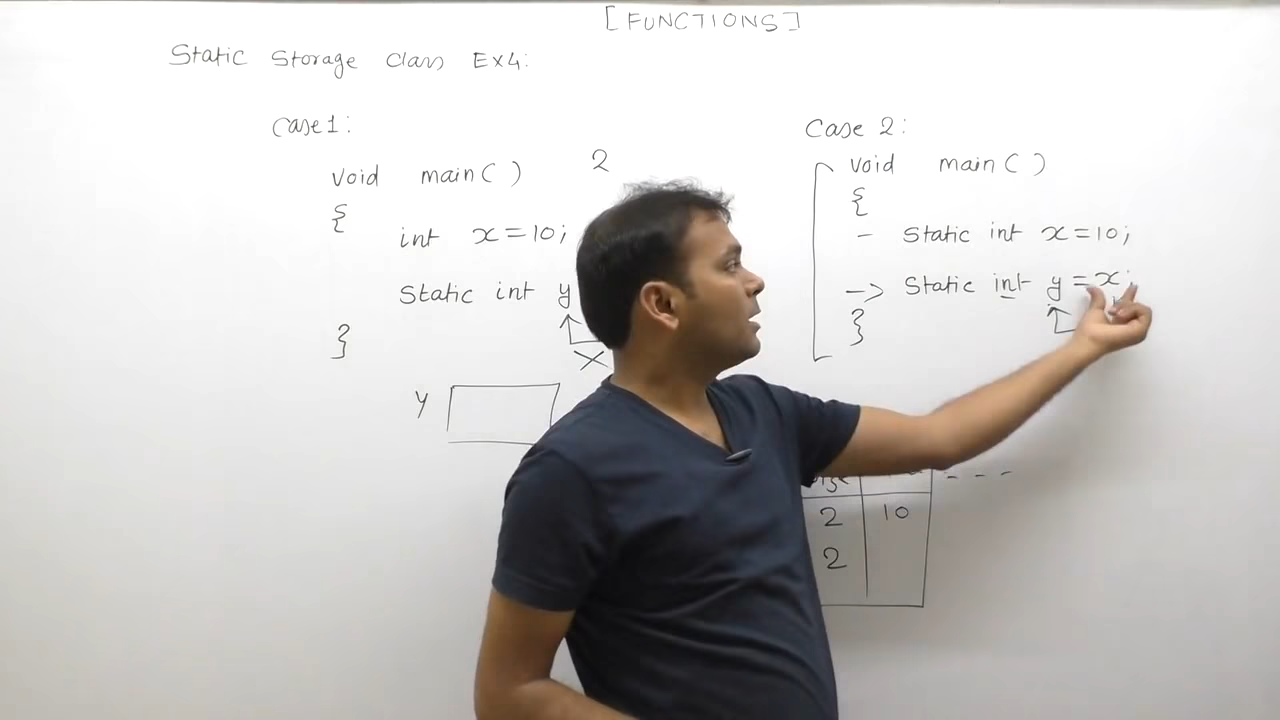 [FUNCTIONS]
Static Storage Class Ex4:
Case 1:
void main( ) 2
{
int x = 10;
Static int y
X
}
y
Case 2:
void main( )
{
- Static int x = 10;
-> Static int y = x;
}
- - -
2 10
2